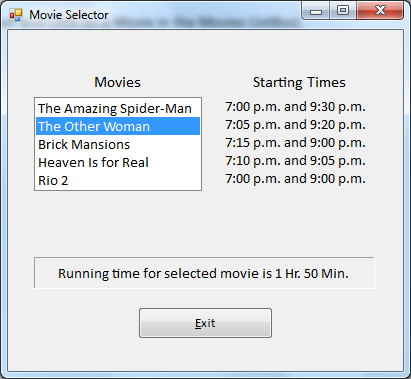 Movie Selector
Movies
Starting Times
The Amazing Spider-Man
7:00 p.m. and 9:30 p.m.
The Other Woman
7:05 p.m. and 9:20 p.m.
Brick Mansions
7:15 p.m. and 9:00 p.m.
Heaven Is for Real
7:10 p.m. and 9:05 p.m.
Rio 2
7:00 p.m. and 9:00 p.m.
Running time for selected movie is 1 Hr. 50 Min.
Exit